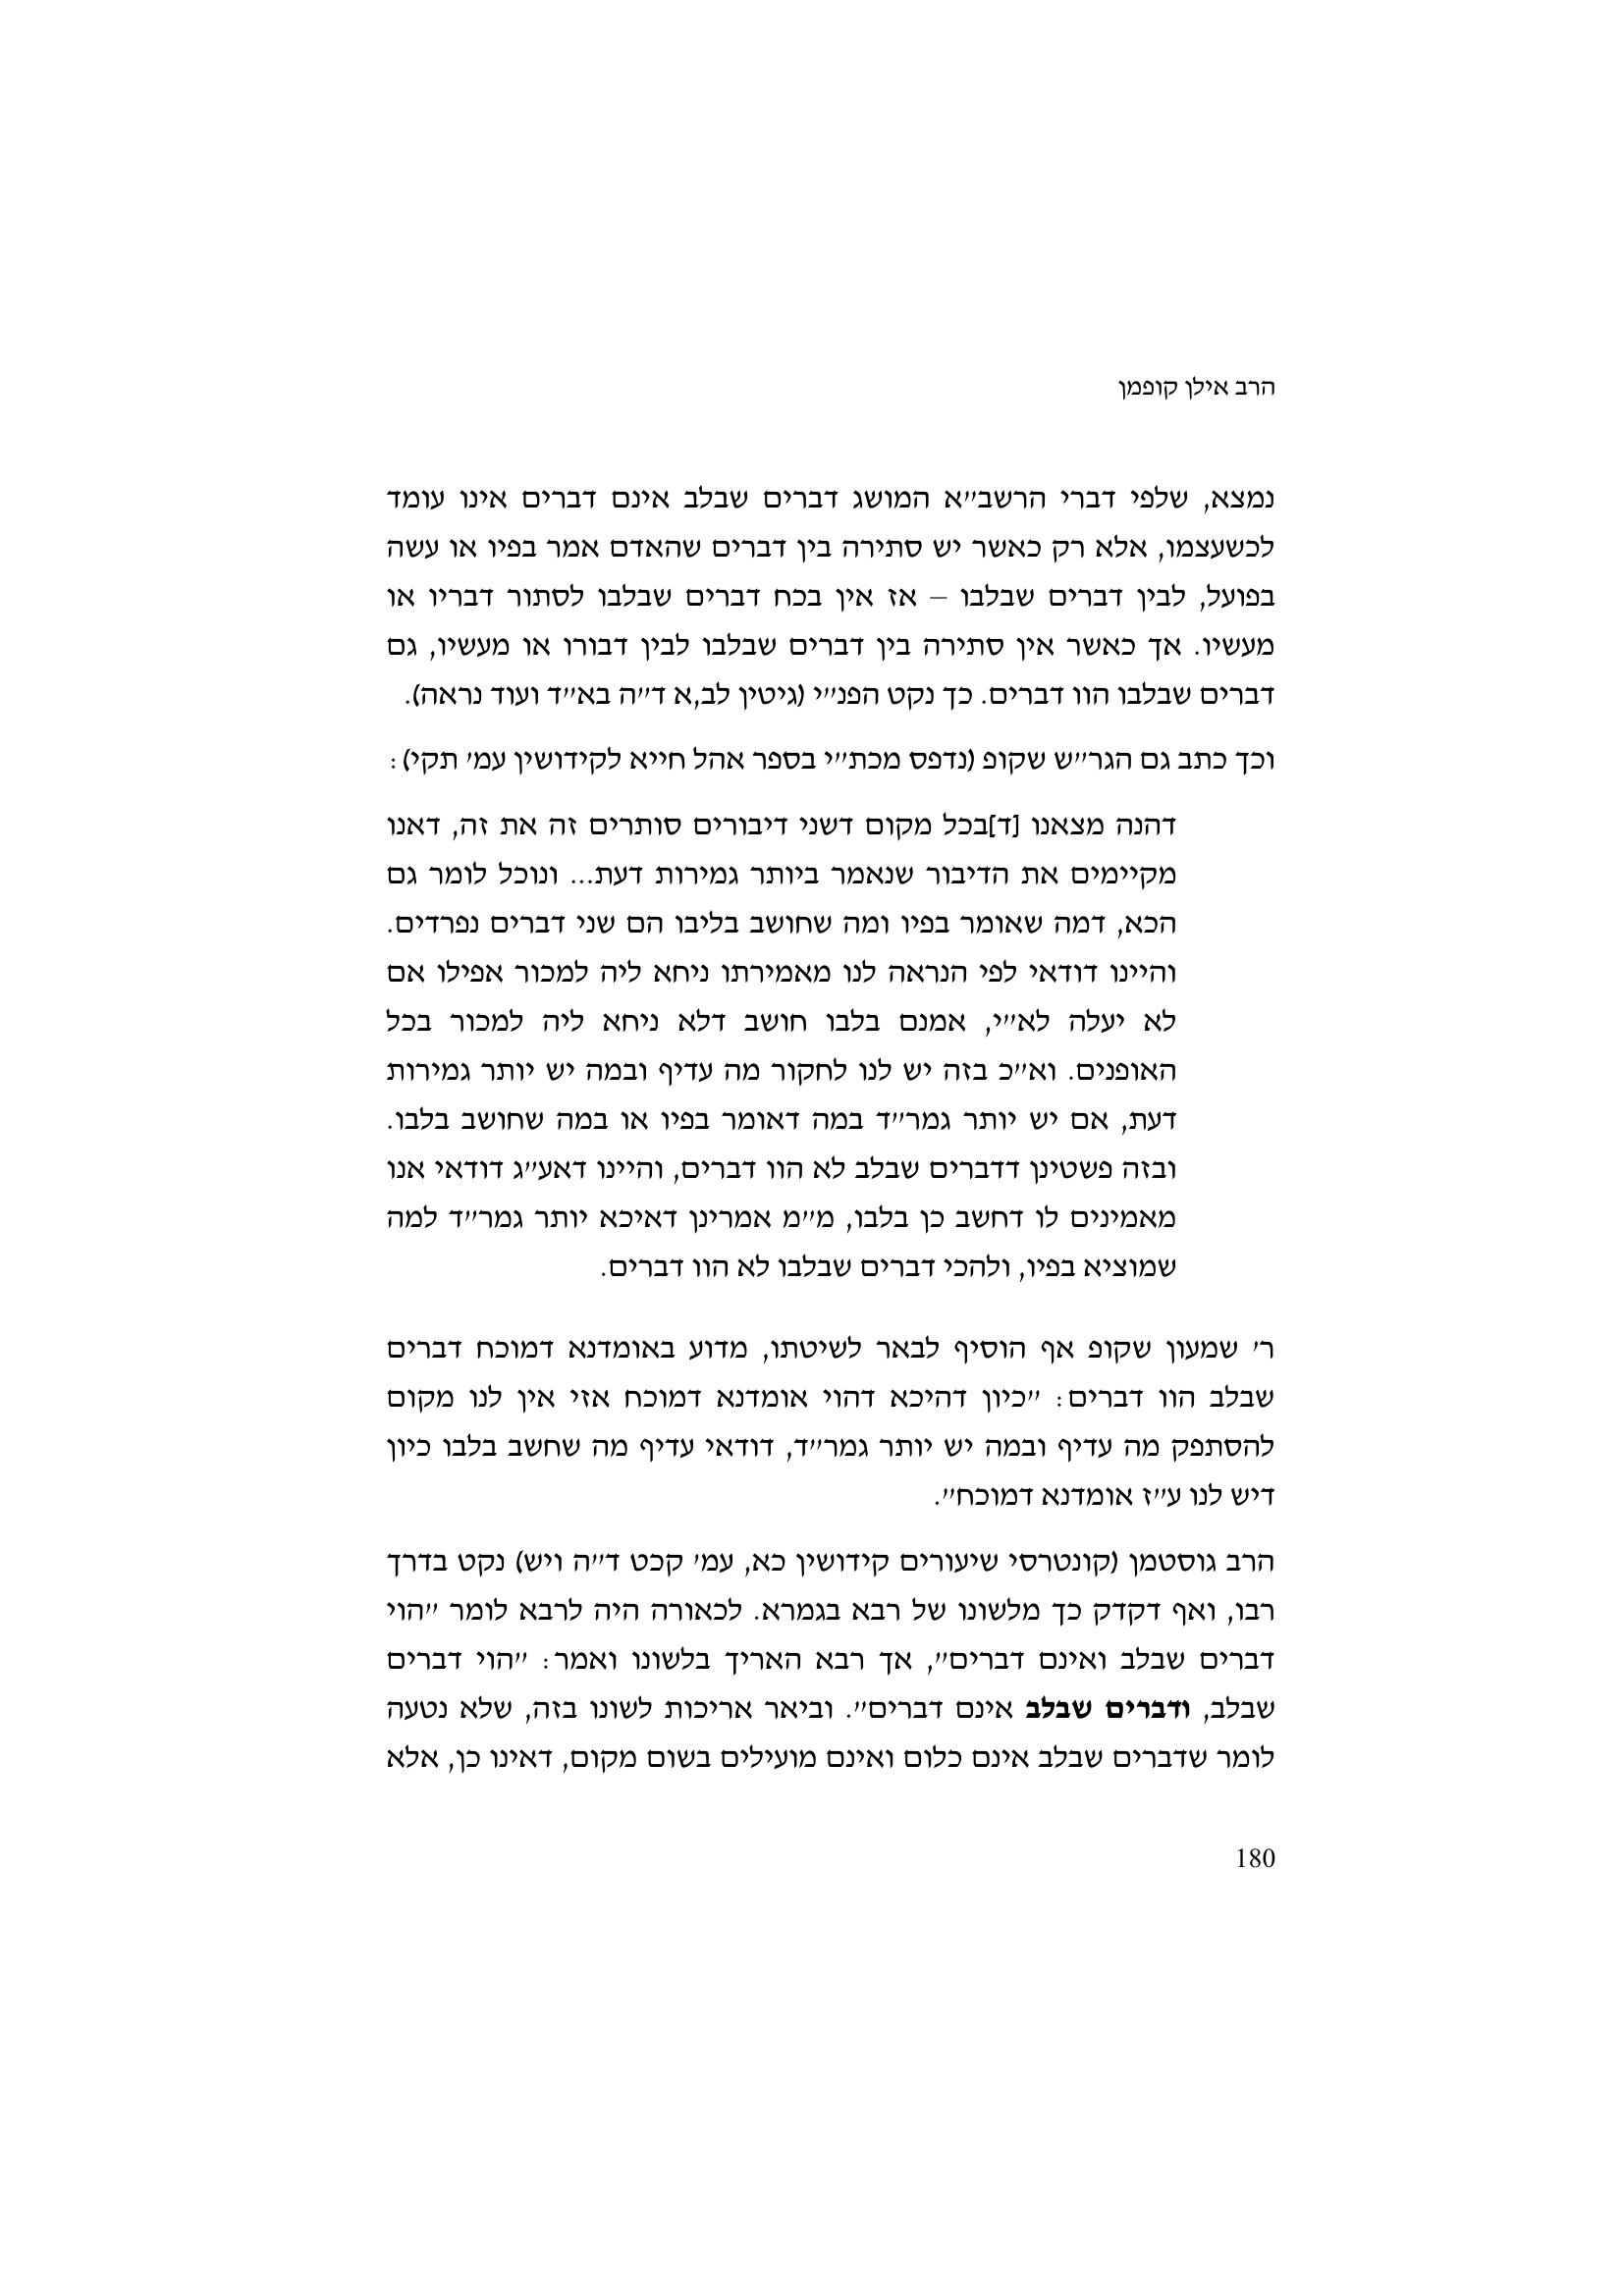 הרב אילן קופמן
נמצא, שלפי דברי הרשב״א המושג דברים שבלב אינם דברים אינו עומד
לכשעצמו, אלא רק כאשר יש סתירה בין דברים שהאדם אמר בפיו או עשה
בפועל, לבין דברים שבלבו – אז אין בכח דברים שבלבו לסתור דבריו או
מעשיו. אך כאשר אין סתירה בין דברים שבלבו לבין דבורו או מעשיו, גם
דברים שבלבו הוו דברים. כך נקט הפנ״י (גיטין לב,א ד״ה בא״ד ועוד נראה).
וכך כתב גם הגר״ש שקופ (נדפס מכת״י בספר אהל חייא לקידושין עמ׳ תקי):
דהנה מצאנו [ד]בכל מקום דשני דיבורים סותרים זה את זה, דאנו
מקיימים את הדיבור שנאמר ביותר גמירות דעת... ונוכל לומר גם
הכא, דמה שאומר בפיו ומה שחושב בליבו הם שני דברים נפרדים.
והיינו דודאי לפי הנראה לנו מאמירתו ניחא ליה למכור אפילו אם
לא יעלה לא״י, אמנם בלבו חושב דלא ניחא ליה למכור בכל
האופנים. וא״כ בזה יש לנו לחקור מה עדיף ובמה יש יותר גמירות
דעת, אם יש יותר גמר״ד במה דאומר בפיו או במה שחושב בלבו.
ובזה פשטינן דדברים שבלב לא הוו דברים, והיינו דאע״ג דודאי אנו
מאמינים לו דחשב כן בלבו, מ״מ אמרינן דאיכא יותר גמר״ד למה
שמוציא בפיו, ולהכי דברים שבלבו לא הוו דברים.
ר׳ שמעון שקופ אף הוסיף לבאר לשיטתו, מדוע באומדנא דמוכח דברים
שבלב הוו דברים: ״כיון דהיכא דהוי אומדנא דמוכח אזי אין לנו מקום
להסתפק מה עדיף ובמה יש יותר גמר״ד, דודאי עדיף מה שחשב בלבו כיון
דיש לנו ע״ז אומדנא דמוכח״.
הרב גוסטמן (קונטרסי שיעורים קידושין כא, עמ׳ קכט ד״ה ויש) נקט בדרך
רבו, ואף דקדק כך מלשונו של רבא בגמרא. לכאורה היה לרבא לומר ״הוי
דברים שבלב ואינם דברים״, אך רבא האריך בלשונו ואמר: ״הוי דברים
שבלב, ודברים שבלב אינם דברים״. וביאר אריכות לשונו בזה, שלא נטעה
לומר שדברים שבלב אינם כלום ואינם מועילים בשום מקום, דאינו כן, אלא
180